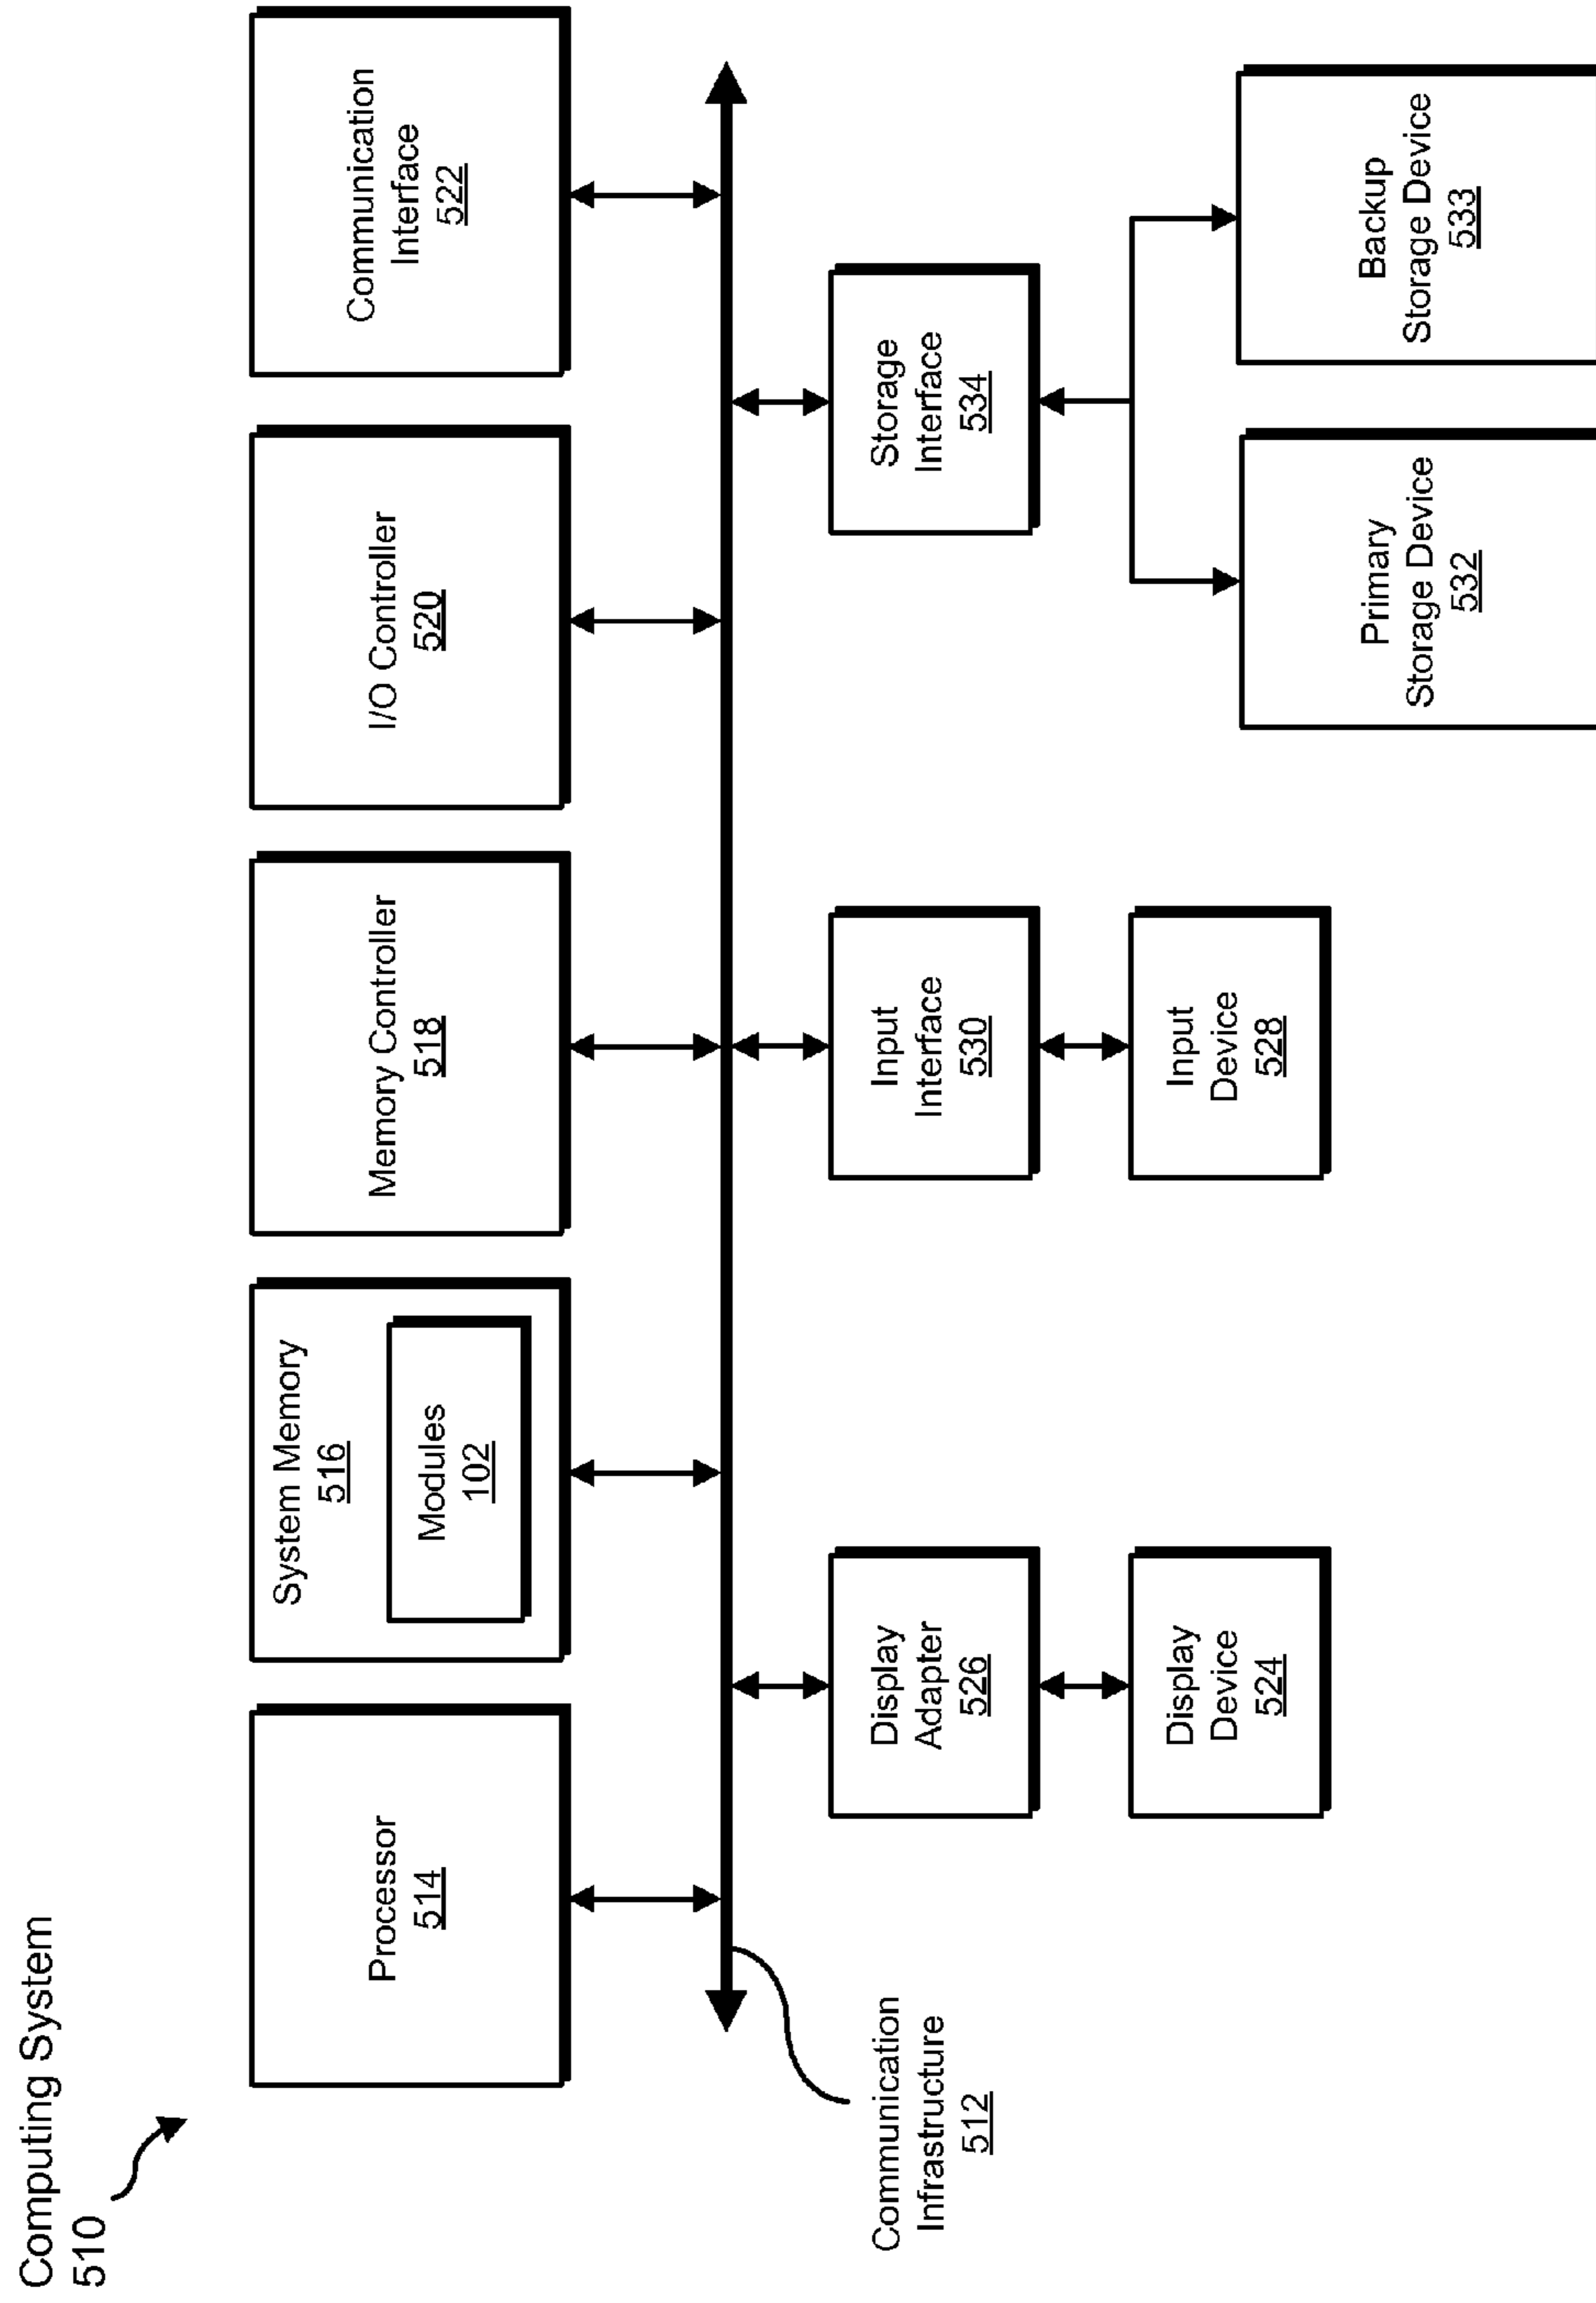 Computing System
510
Processor
514
System Memory
516
Modules
102
Memory Controller
518
I/O Controller
520
Communication
Interface
522
Communication
Infrastructure
512
Display
Adapter
526
Input
Interface
530
Storage
Interface
534
Display
Device
524
Input
Device
528
Primary
Storage Device
532
Backup
Storage Device
533